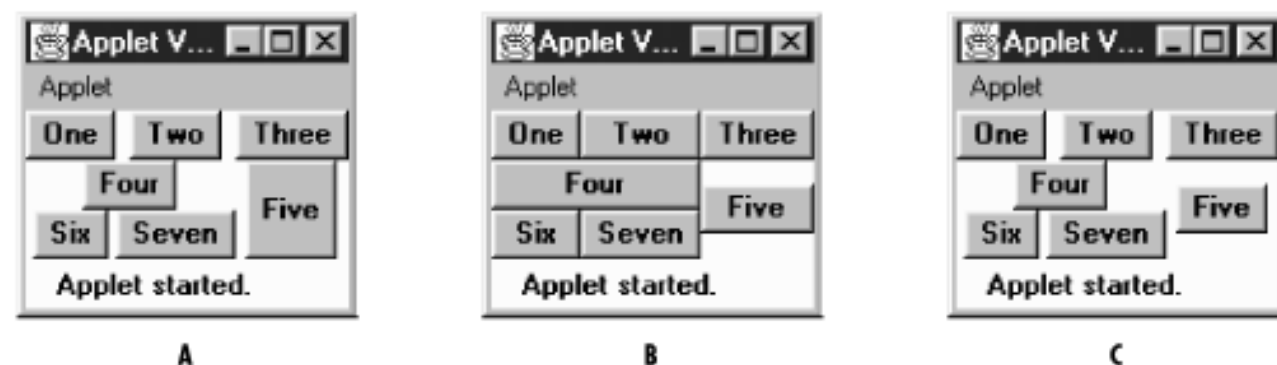 Applet V...
Applet
One Two Three
Four
Five
Six Seven
Applet started.
A
Applet V...
Applet
One Two Three
Four
Five
Six Seven
Applet started.
B
Applet V...
Applet
One Two Three
Four
Five
Six Seven
Applet started.
C